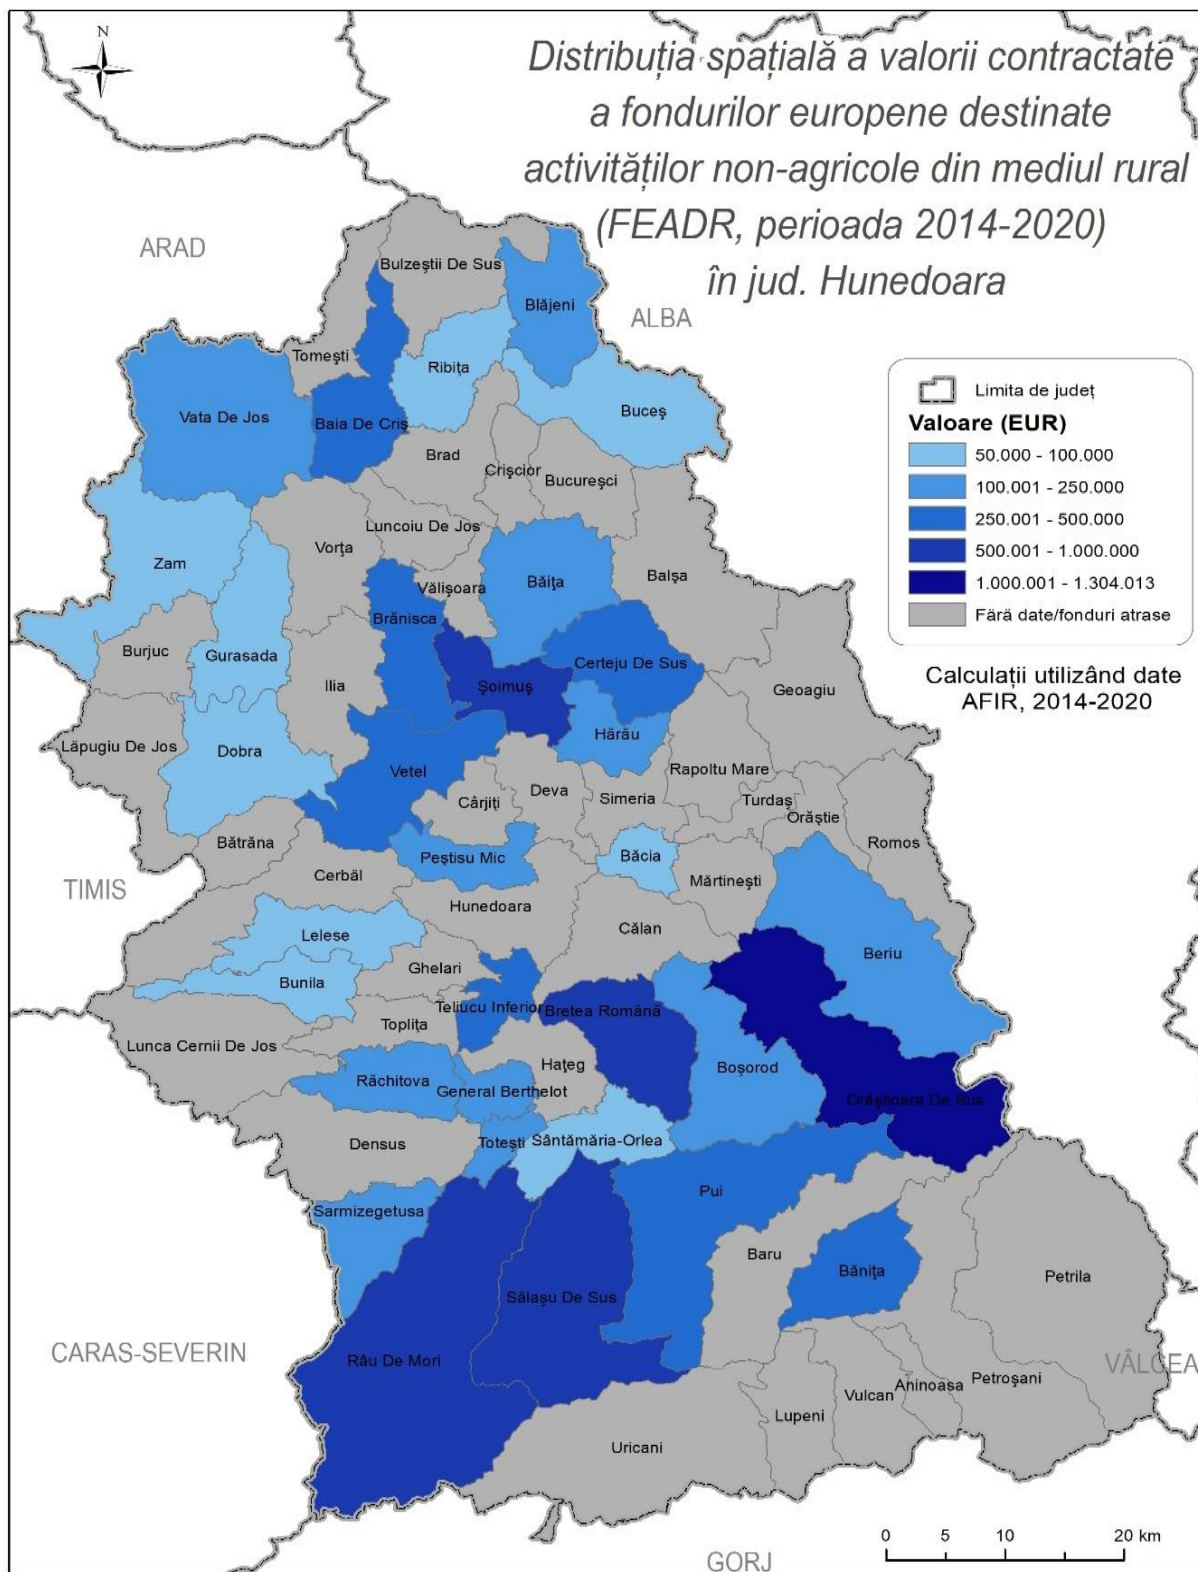 N
Distribuția spațială a valorii contractate
a fondurilor europene destinate
activităților non-agricole din mediul rural
(FEADR, perioada 2014-2020)
în jud. Hunedoara
ARAD
ALBA
Bulzeștii De Sus
Blăjeni
Tomești
Ribița
Vata De Jos
Baia De Criș
Buceș
Brad
Crișcior
București
Luncoiu De Jos
Vorța
Zam
Vălișoara
Băița
Balșa
Brănisca
Burjuc
Gurasada
Ilia
Șoimuș
Certeju De Sus
Geoagiu
Lăpugiu De Jos
Dobra
Hărău
Vetel
Rapoltu Mare
Cârjiți
Deva
Simeria
Turdaș
Orăștie
Romos
Bătrăna
Peștisu Mic
Băcia
Cerbăl
Mărtinești
TIMIS
Hunedoara
Călan
Lelese
Beriu
Ghelari
Bunila
Teliucu Inferior
Bretea Română
Toplița
Lunca Cernii De Jos
Hațeg
Boșorod
Răchitova
General Berthelot
Orăștioara De Sus
Densus
Totești
Sântămăria-Orlea
Pui
Sarmizegetusa
Baru
Bănița
Petrila
Sălașu De Sus
CARAS-SEVERIN
Râu De Mori
VÂLCEA
Petroșani
Aninoasa
Vulcan
Lupeni
Uricani
GORJ
Limita de județ
Valoare (EUR)
50.000 - 100.000
100.001 - 250.000
250.001 - 500.000
500.001 - 1.000.000
1.000.001 - 1.304.013
Fără date/fonduri atrase
Calculații utilizând date
AFIR, 2014-2020
0 5 10 20 km